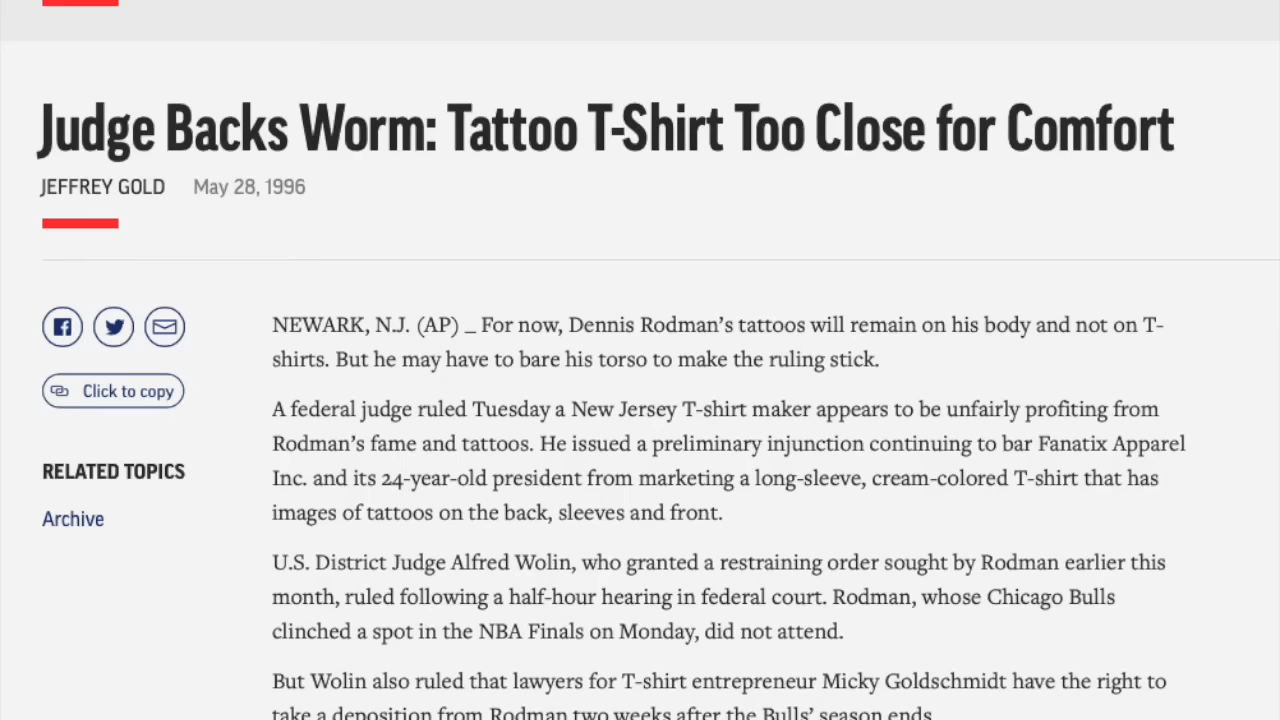 Judge Backs Worm: Tattoo T-Shirt Too Close for Comfort
JEFFREY GOLD May 28, 1996
Click to copy
RELATED TOPICS
Archive
NEWARK, N.J. (AP) _ For now, Dennis Rodman’s tattoos will remain on his body and not on T-
shirts. But he may have to bare his torso to make the ruling stick.
A federal judge ruled Tuesday a New Jersey T-shirt maker appears to be unfairly profiting from
Rodman’s fame and tattoos. He issued a preliminary injunction continuing to bar Fanatix Apparel
Inc. and its 24-year-old president from marketing a long-sleeve, cream-colored T-shirt that has
images of tattoos on the back, sleeves and front.
U.S. District Judge Alfred Wolin, who granted a restraining order sought by Rodman earlier this
month, ruled following a half-hour hearing in federal court. Rodman, whose Chicago Bulls
clinched a spot in the NBA Finals on Monday, did not attend.
But Wolin also ruled that lawyers for T-shirt entrepreneur Micky Goldschmidt have the right to
take a deposition from Rodman two weeks after the Bulls’ season ends.